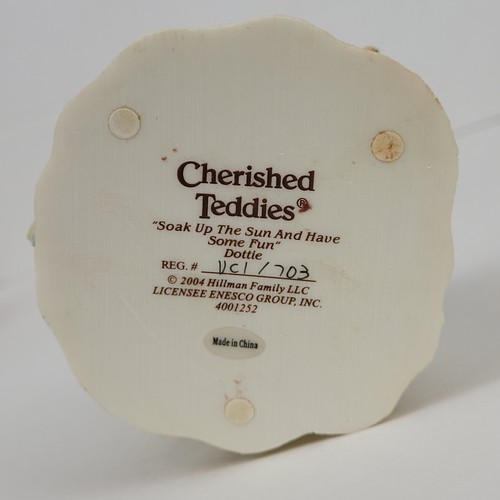 Cherished
Teddies®
"Soak Up The Sun And Have
Some Fun"
Dottie
REG. # VC1/703
© 2004 Hillman Family LLC
LICENSEE ENESCO GROUP, INC.
4001252
Made in China